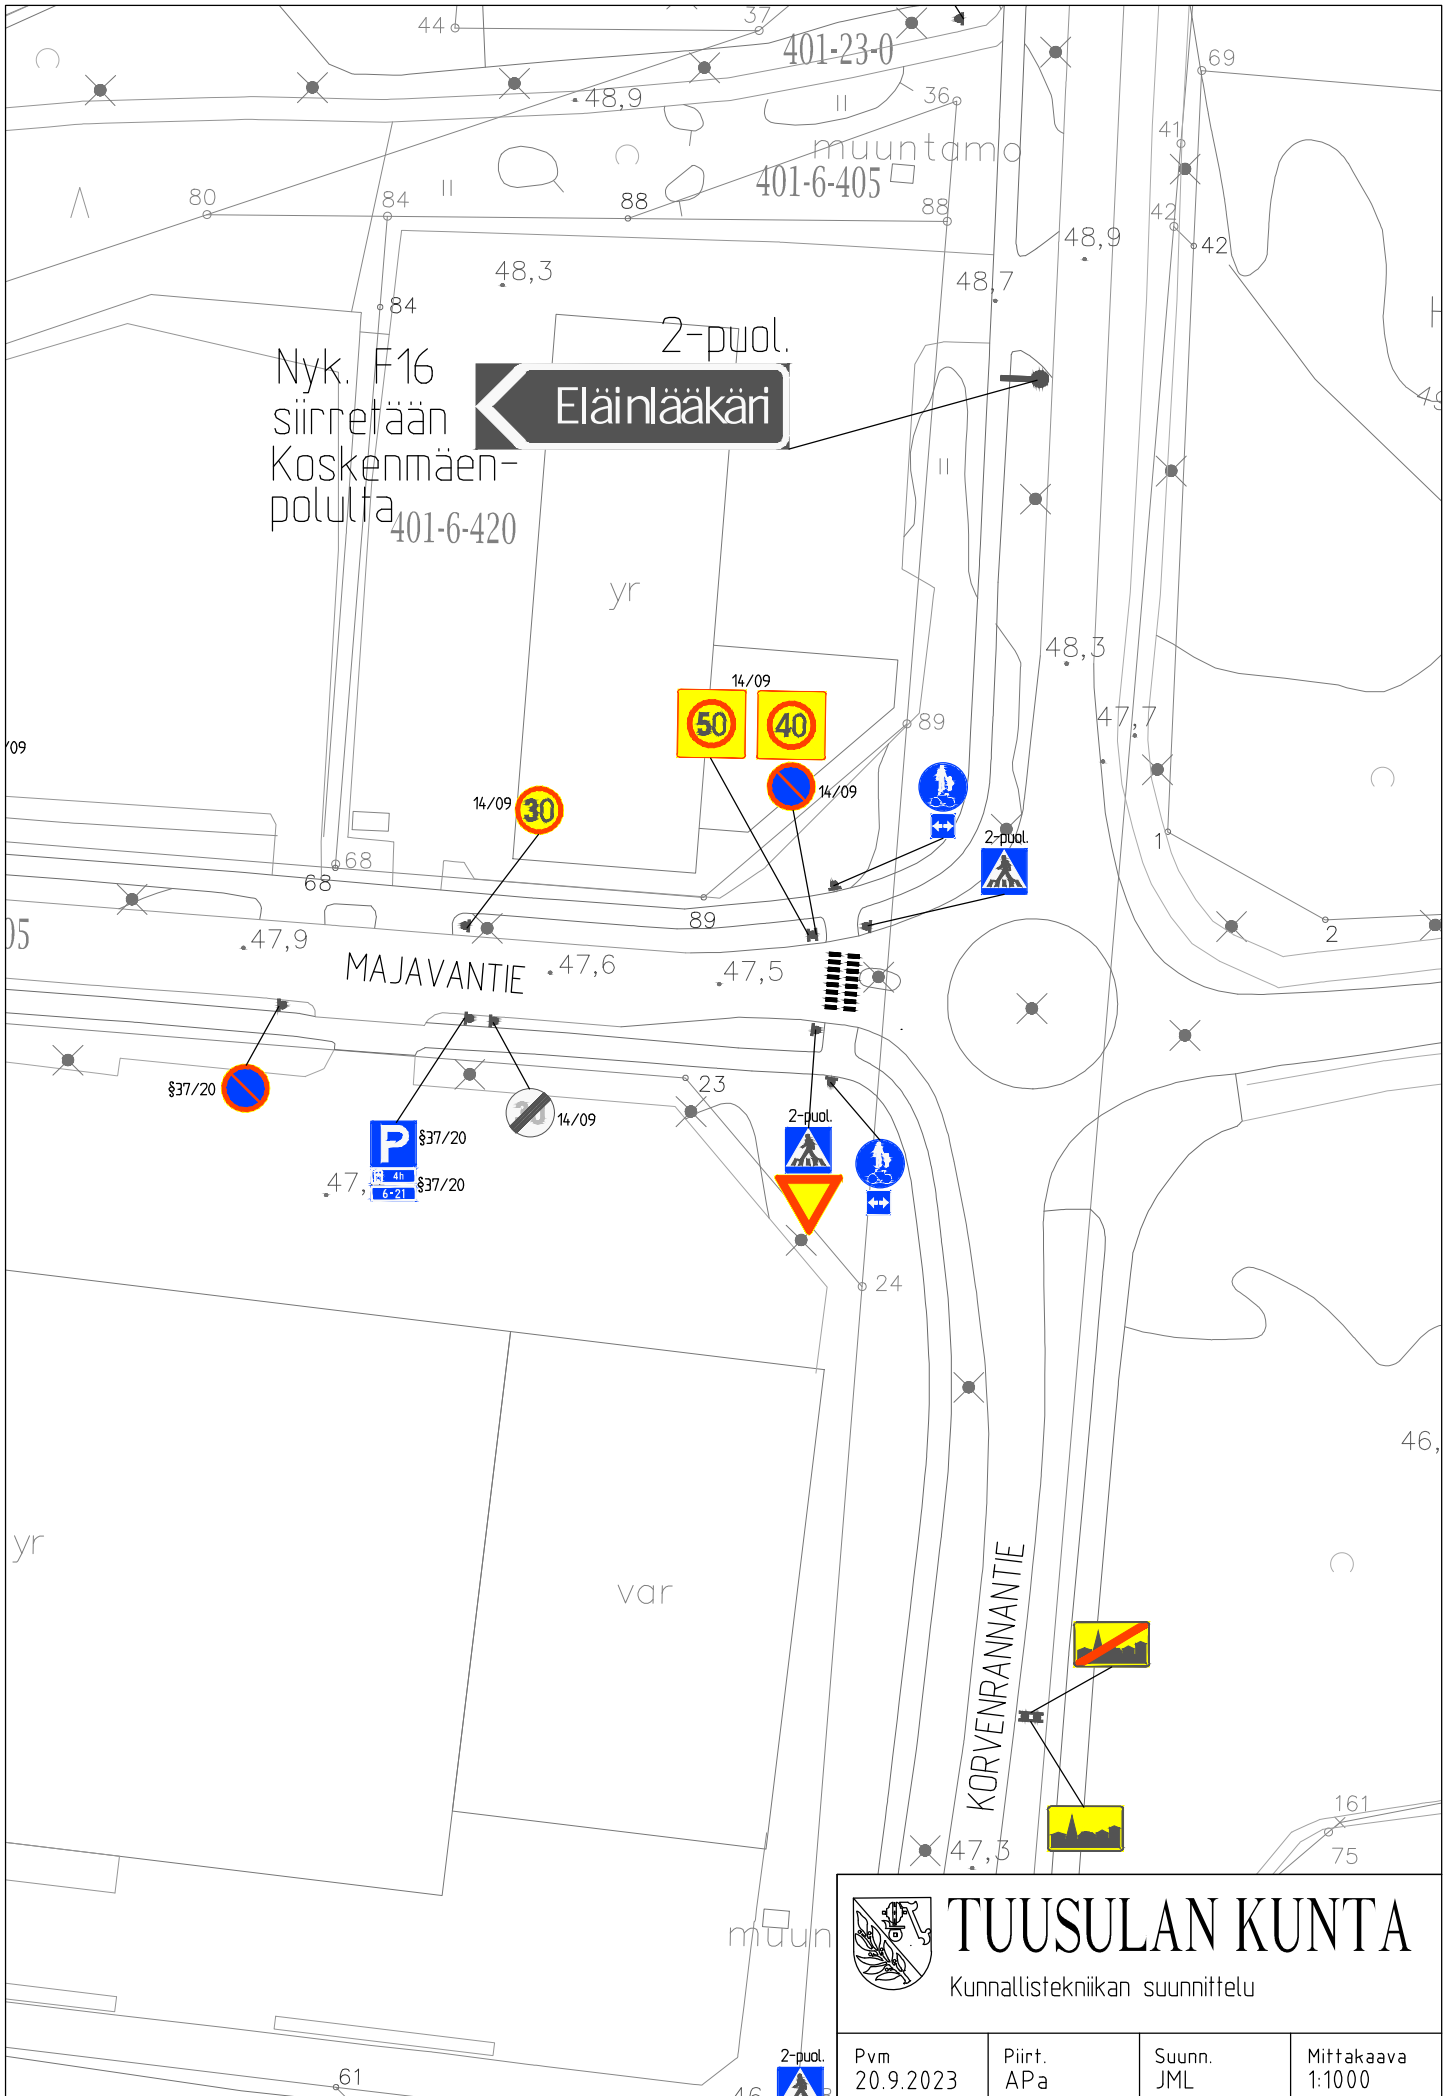 44
37
401-23-0
69
48,9
II
36
41
muuntamo
401-6-405
80
84
II
88
88
42
42
48,9
48,3
48,7
84
2-puol.
Nyk. F16
siirretään
Koskenmäen-
polulta
Eläinlääkäri
401-6-420
II
yr
48,3
14/09
50
40
89
47,7
/09
14/09
30
14/09
2-puol.
1
68
68
89
2
05
47,9
MAJAVANTIE
47,6
47,5
§37/20
23
14/09
2-puol.
P
§37/20
4h
§37/20
6-21
47,
24
46,
yr
var
KORVENRANNANTIE
161
47,3
75
muun
TUUSULAN KUNTA
Kunnallistekniikan suunnittelu
2-puol.
Pvm
20.9.2023
Piirt.
APa
Suunn.
JML
Mittakaava
1:1000
61